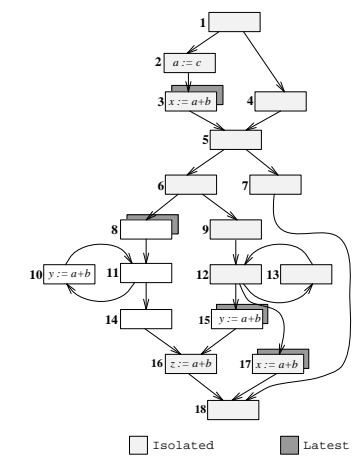 1
2 a := c
3 x := a+b 4
5
6 7
8 9
10 y := a+b 11 12 13
14 15 y := a+b
16 z := a+b 17 x := a+b
18
Isolated Latest